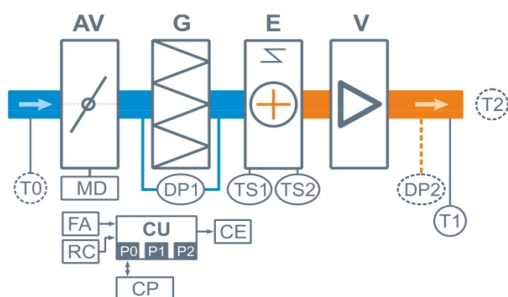 AV G E V
T2
T0 MD DP1 TS1 TS2 DP2
T1
FA CU CE
RC P0 P1 P2
CP